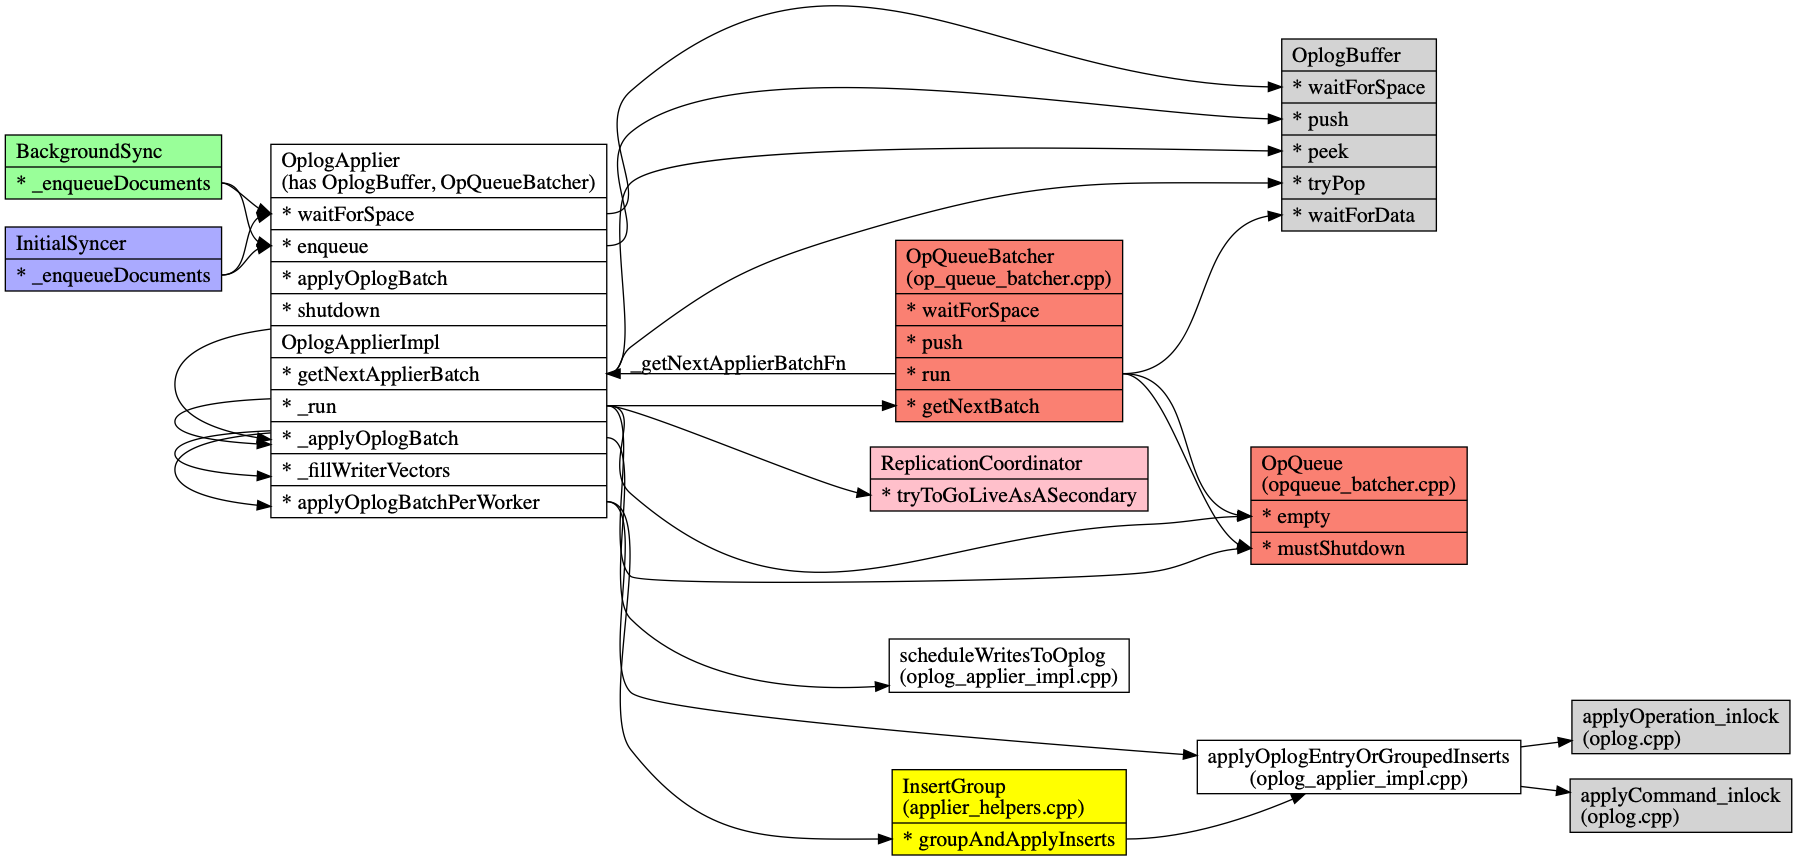 BackgroundSync
* _enqueueDocuments
InitialSyncer
* _enqueueDocuments
OplogApplier
(has OplogBuffer, OpQueueBatcher)
* waitForSpace
* enqueue
* applyOplogBatch
* shutdown
OplogApplierImpl
* getNextApplierBatch
* _run
* _applyOplogBatch
* _fillWriterVectors
* applyOplogBatchPerWorker
_getNextApplierBatchFn
OpQueueBatcher
(op_queue_batcher.cpp)
* waitForSpace
* push
* run
* getNextBatch
ReplicationCoordinator
* tryToGoLiveAsASecondary
scheduleWritesToOplog
(oplog_applier_impl.cpp)
InsertGroup
(applier_helpers.cpp)
* groupAndApplyInserts
OplogBuffer
* waitForSpace
* push
* peek
* tryPop
* waitForData
OpQueue
(opqueue_batcher.cpp)
* empty
* mustShutdown
applyOplogEntryOrGroupedInserts
(oplog_applier_impl.cpp)
applyOperation_inlock
(oplog.cpp)
applyCommand_inlock
(oplog.cpp)